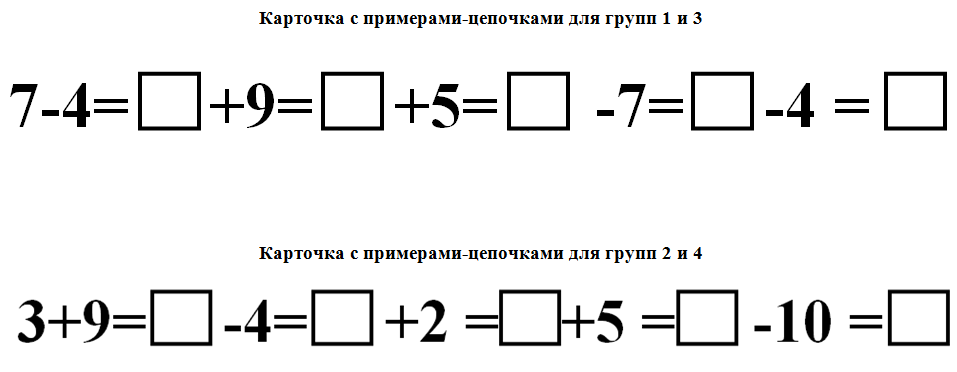 Карточка с примерами-цепочками для групп 1 и 3
7-4=□+9=□+5=□ -7=□-4 =□
Карточка с примерами-цепочками для групп 2 и 4
3+9=□-4=□+2 =□+5 =□ -10 =□